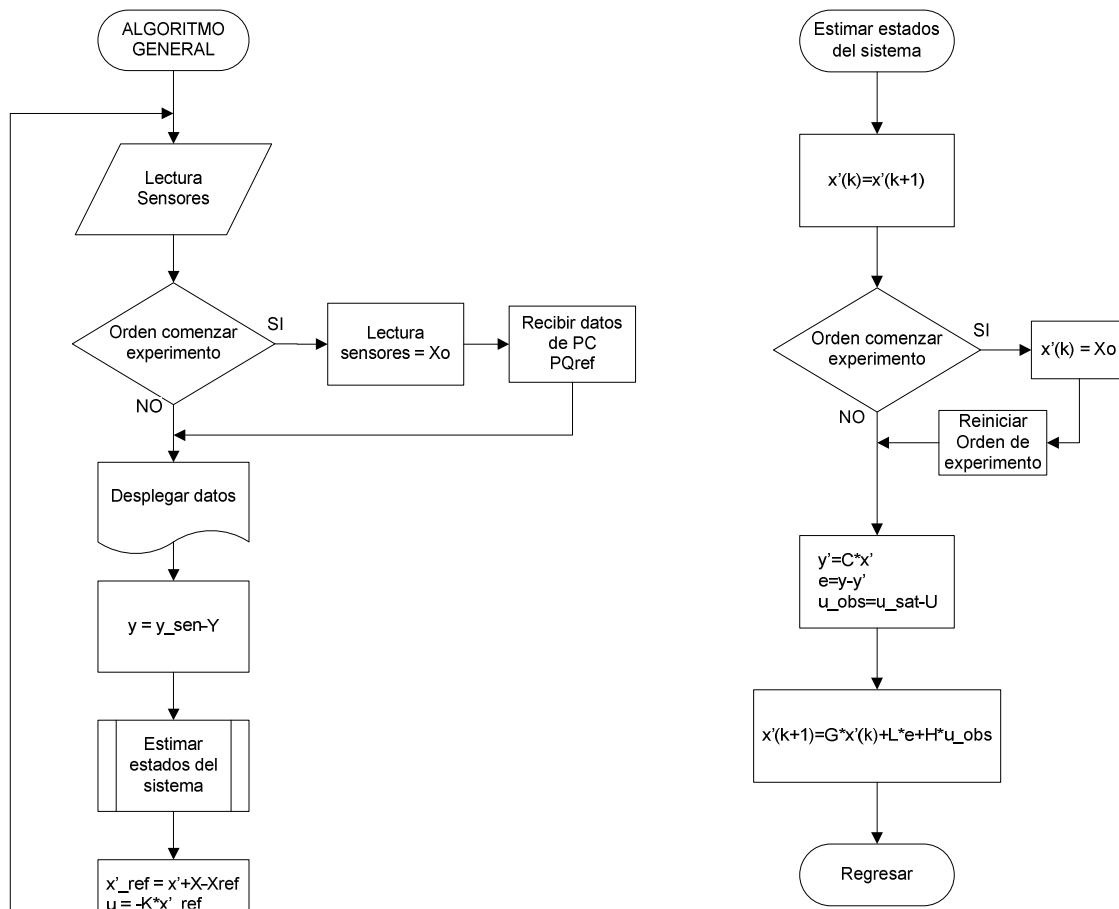 ALGORITMO
GENERAL
Lectura
Sensores
Orden comenzar
experimento
SI
NO
Lectura
sensores = Xo
Recibir datos
de PC
PQref
Desplegar datos
y = y_sen-Y
Estimar
estados del
sistema
x'_ref = x'+X-Xref
u = -K*x'_ref
Estimar estados
del sistema
x'(k)=x'(k+1)
Orden comenzar
experimento
SI
NO
x'(k) = Xo
Reiniciar
Orden de
experimento
y'=C*x'
e=y-y'
u_obs=u_sat-U
x'(k+1)=G*x'(k)+L*e+H*u_obs
Regresar